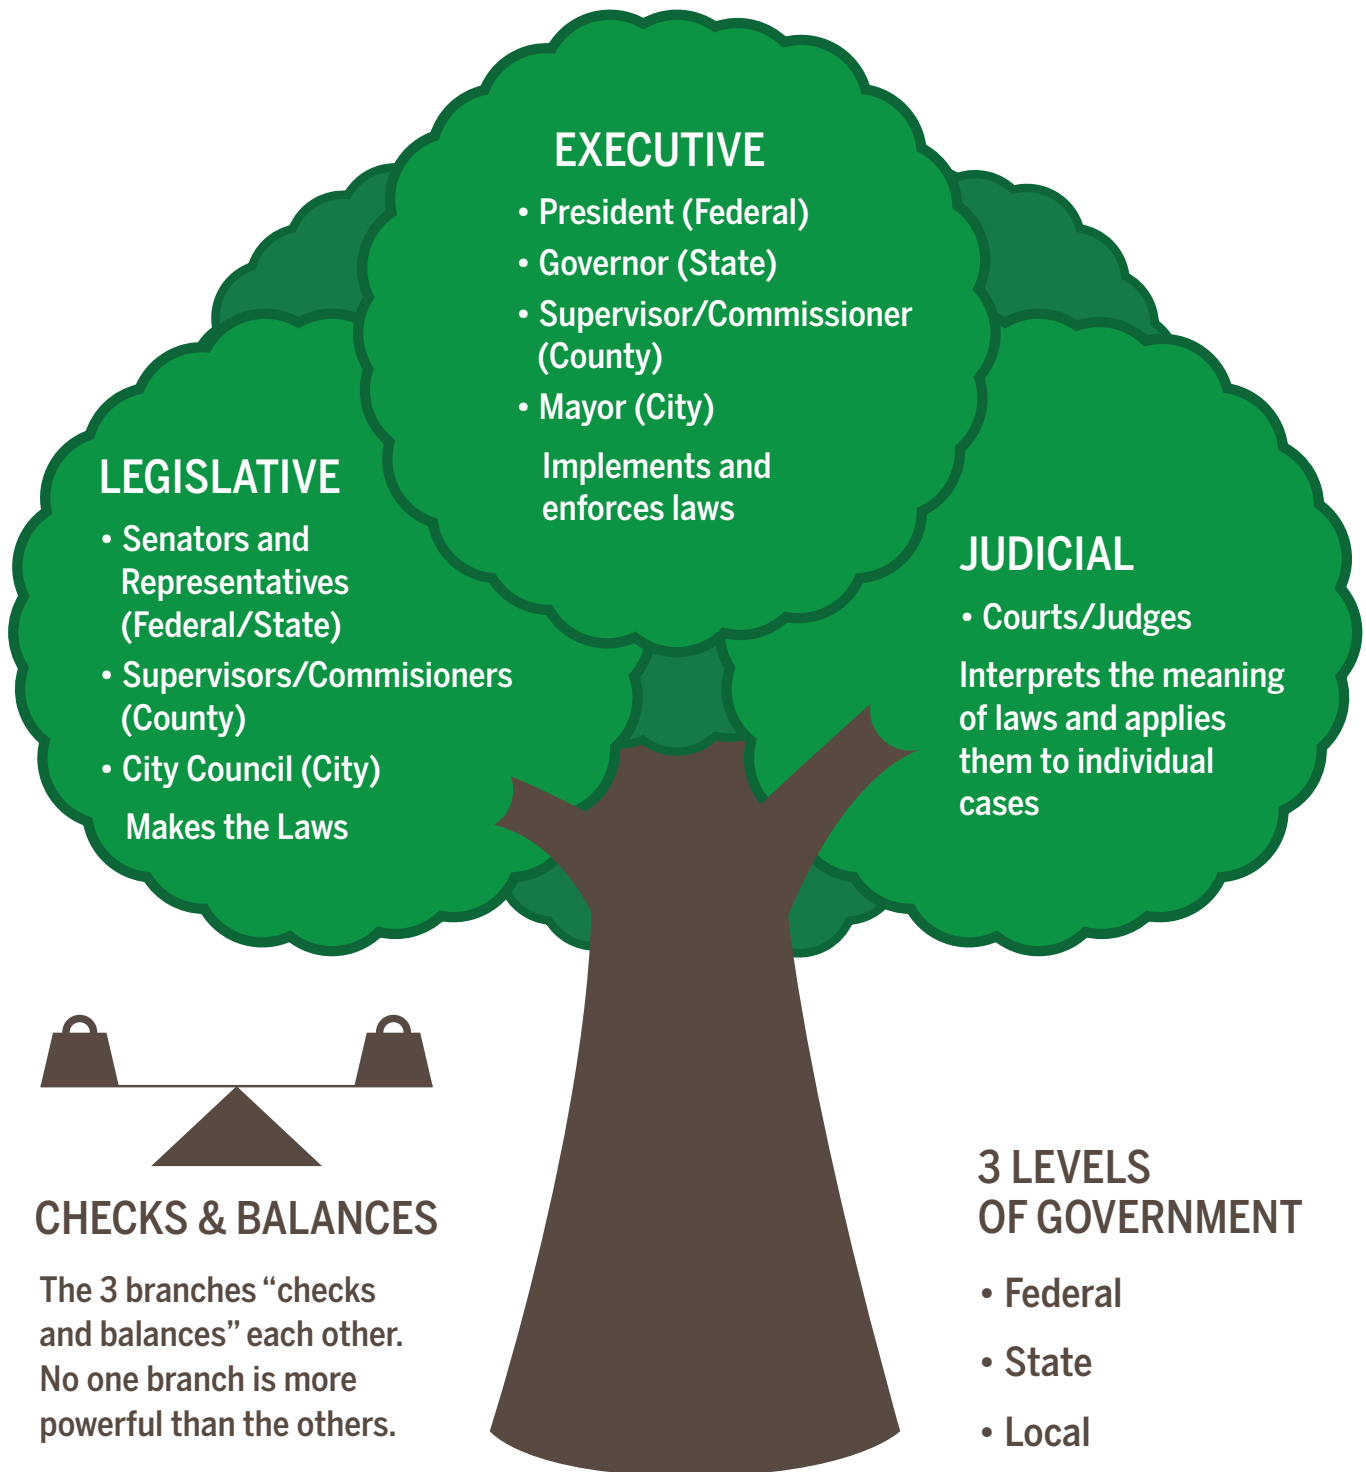 EXECUTIVE
• President (Federal)
• Governor (State)
• Supervisor/Commissioner
(County)
• Mayor (City)
Implements and
enforces laws
LEGISLATIVE
• Senators and
Representatives
(Federal/State)
• Supervisors/Commisioners
(County)
• City Council (City)
Makes the Laws
JUDICIAL
• Courts/Judges
Interprets the meaning
of laws and applies
them to individual
cases
CHECKS & BALANCES
The 3 branches “checks
and balances” each other.
No one branch is more
powerful than the others.
3 LEVELS
OF GOVERNMENT
• Federal
• State
• Local